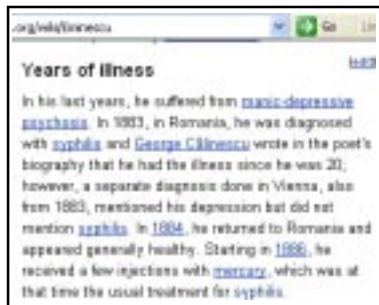 .org/wiki/Eminescu
Go
Years of illness
In his last years, he suffered from manic-depressive
psychosis. In 1883, in Romania, he was diagnosed
with syphilis and George Călinescu wrote in the poet's
biography that he had the illness since he was 20;
however, a separate diagnosis done in Vienna, also
from 1883, mentioned his depression but did not
mention syphilis. In 1884, he returned to Romania and
appeared generally healthy. Starting in 1886, he
received a few injections with mercury, which was at
that time the usual treatment for syphilis.